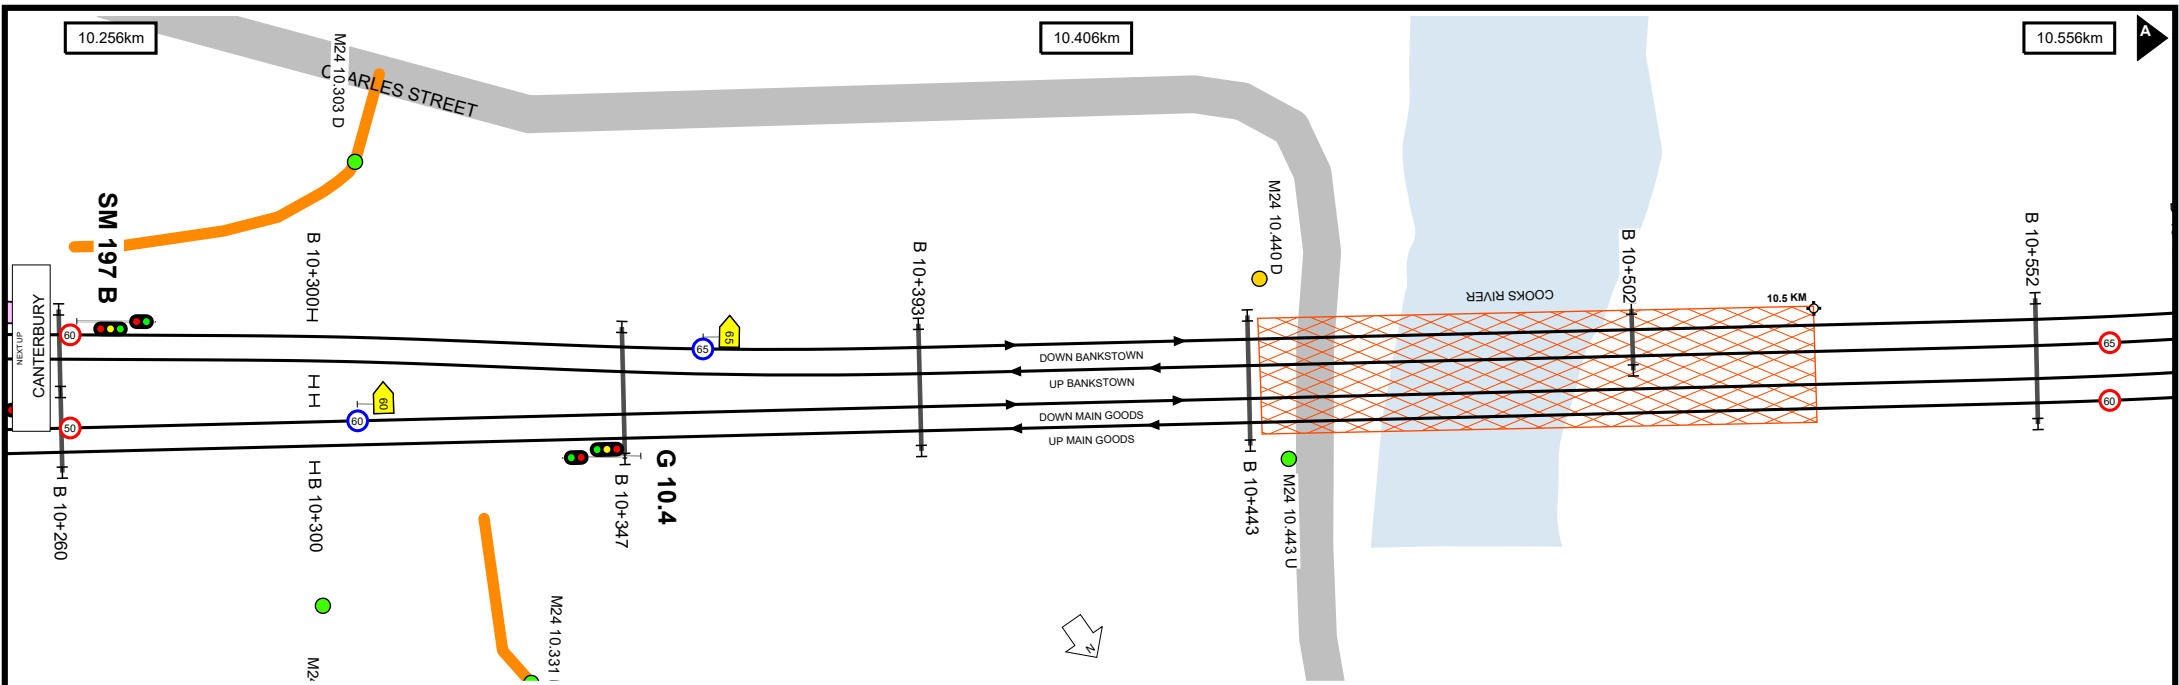 10.256km
10.406km
10.556km
A
M24 10.303 D
CHARLES STREET
SM 197 B
B 10+300
B 10+393
M24 10.440 D
B 10+502
B 10+552
COOKS RIVER
10.5 KM
NEXT UP
CANTERBURY
60
65
65
65
DOWN BANKSTOWN
UP BANKSTOWN
60
60
50
60
DOWN MAIN GOODS
UP MAIN GOODS
B 10+260
B 10+300
B 10+347
G 10.4
B 10+443
M24 10.443 U
M24 10.331
M24
N